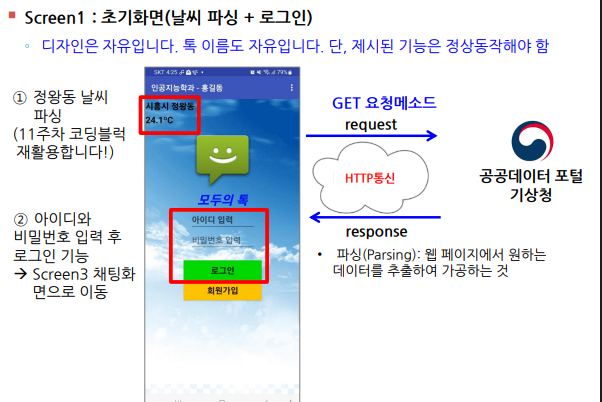 ▪ Screen1 : 초기화면(날씨 파싱 + 로그인)
◦ 디자인은 자유입니다. 톡 이름도 자유입니다. 단, 제시된 기능은 정상동작해야 함
① 정왕동 날씨
파싱
(11주차 코딩블럭
재활용합니다!)
② 아이디와
비밀번호 입력 후
로그인 기능
→ Screen3 채팅화
면으로 이동
SKT 4:25
79%
인공지능학과 - 홍길동
시흥시 정왕동
24.1ºC
모두의 톡
아이디 입력
비밀번호 입력
로그인
회원가입
GET 요청메소드
request
HTTP통신
response
공공데이터 포털
기상청
• 파싱(Parsing): 웹 페이지에서 원하는
데이터를 추출하여 가공하는 것